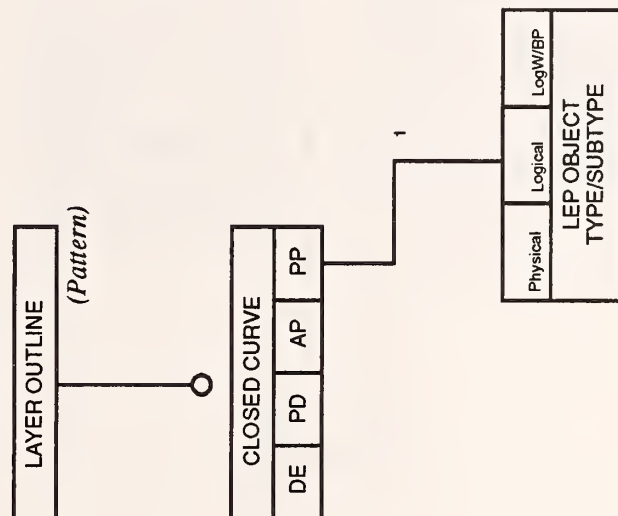 LAYER OUTLINE
(Pattern)
CLOSED CURVE
DE PD AP PP
1
Physical Logical LogW/BP
LEP OBJECT
TYPE/SUBTYPE